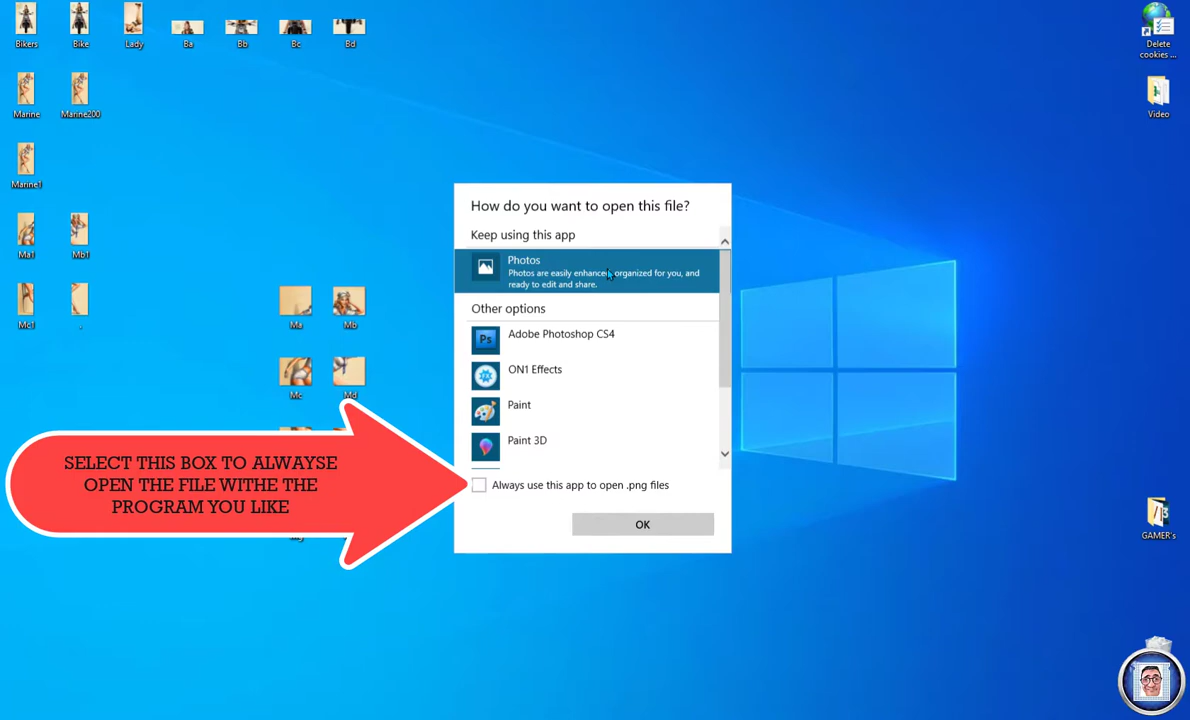 Bikers
Bike
Lady
Ba
Bb
Bc
Bd
Delete
cookies ...
Marine
Marine200
Video
Marine1
Ma1
Mb1
Mc1
.
Ma
Mb
Mc
Md
How do you want to open this file?
Keep using this app
Photos
Photos are easily enhanced, organized for you, and
ready to edit and share.
Other options
Ps
Adobe Photoshop CS4
ON1 Effects
Paint
Paint 3D
SELECT THIS BOX TO ALWAYSE
OPEN THE FILE WITHE THE
PROGRAM YOU LIKE
Always use this app to open .png files
OK
GAMER's